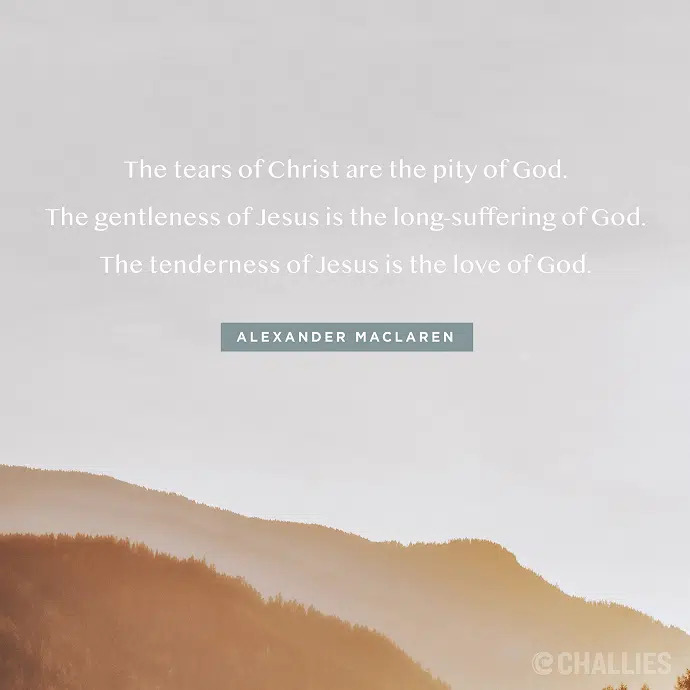 The tears of Christ are the pity of God.
The gentleness of Jesus is the long-suffering of God.
The tenderness of Jesus is the love of God.
ALEXANDER MACLAREN
@CHALLIES